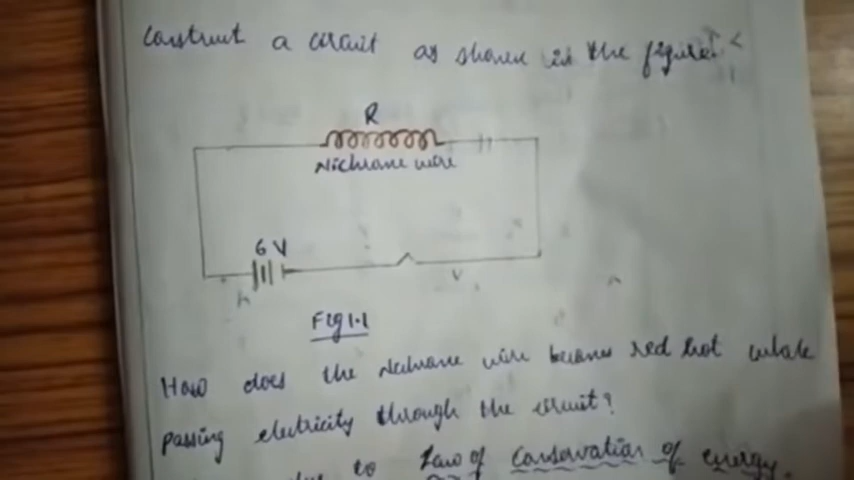 Construct a circuit as shown in the figure.
R
Nichrome wire
6 V
Fig 1.1
How does the Nichrome wire becomes red hot while
passing electricity through the circuit?
to Law of Conservation of energy.